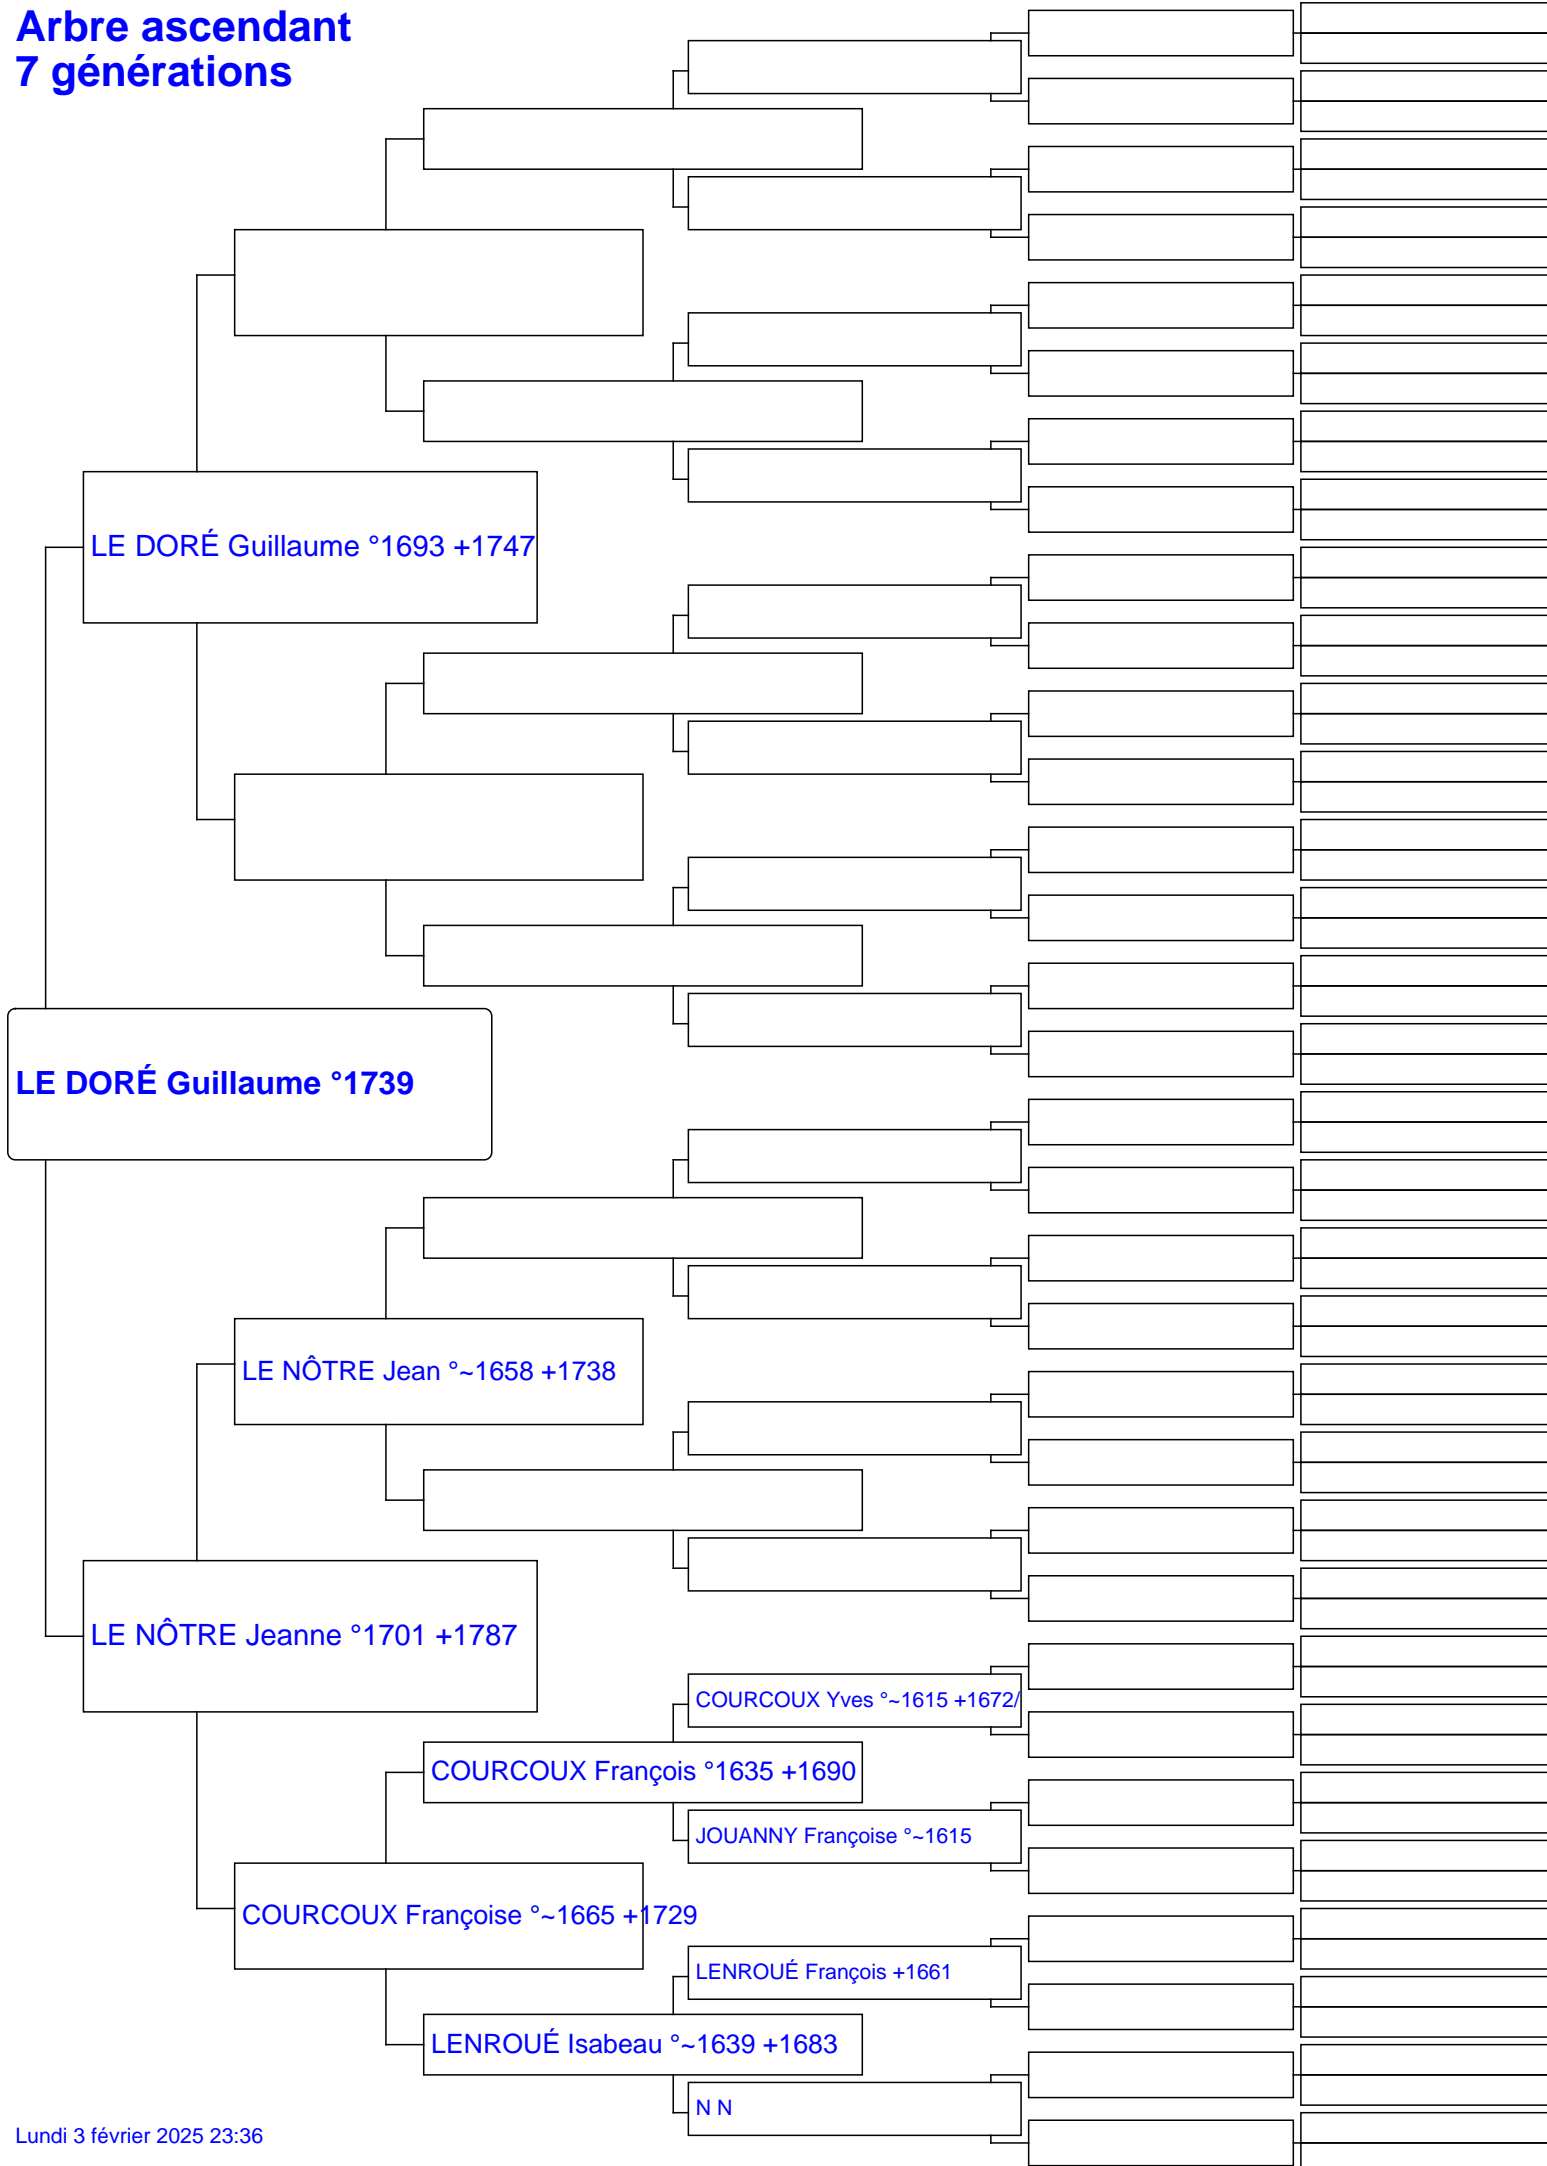 Arbre ascendant
7 générations
LE DORÉ Guillaume °1693 +1747
LE DORÉ Guillaume °1739
LE NÔTRE Jean °~1658 +1738
LE NÔTRE Jeanne °1701 +1787
COURCOUX Yves °~1615 +1672/
COURCOUX François °1635 +1690
JOUANNY Françoise °~1615
COURCOUX Françoise °~1665 +1729
LENROUÉ François +1661
LENROUÉ Isabeau °~1639 +1683
N N
Lundi 3 février 2025 23:36